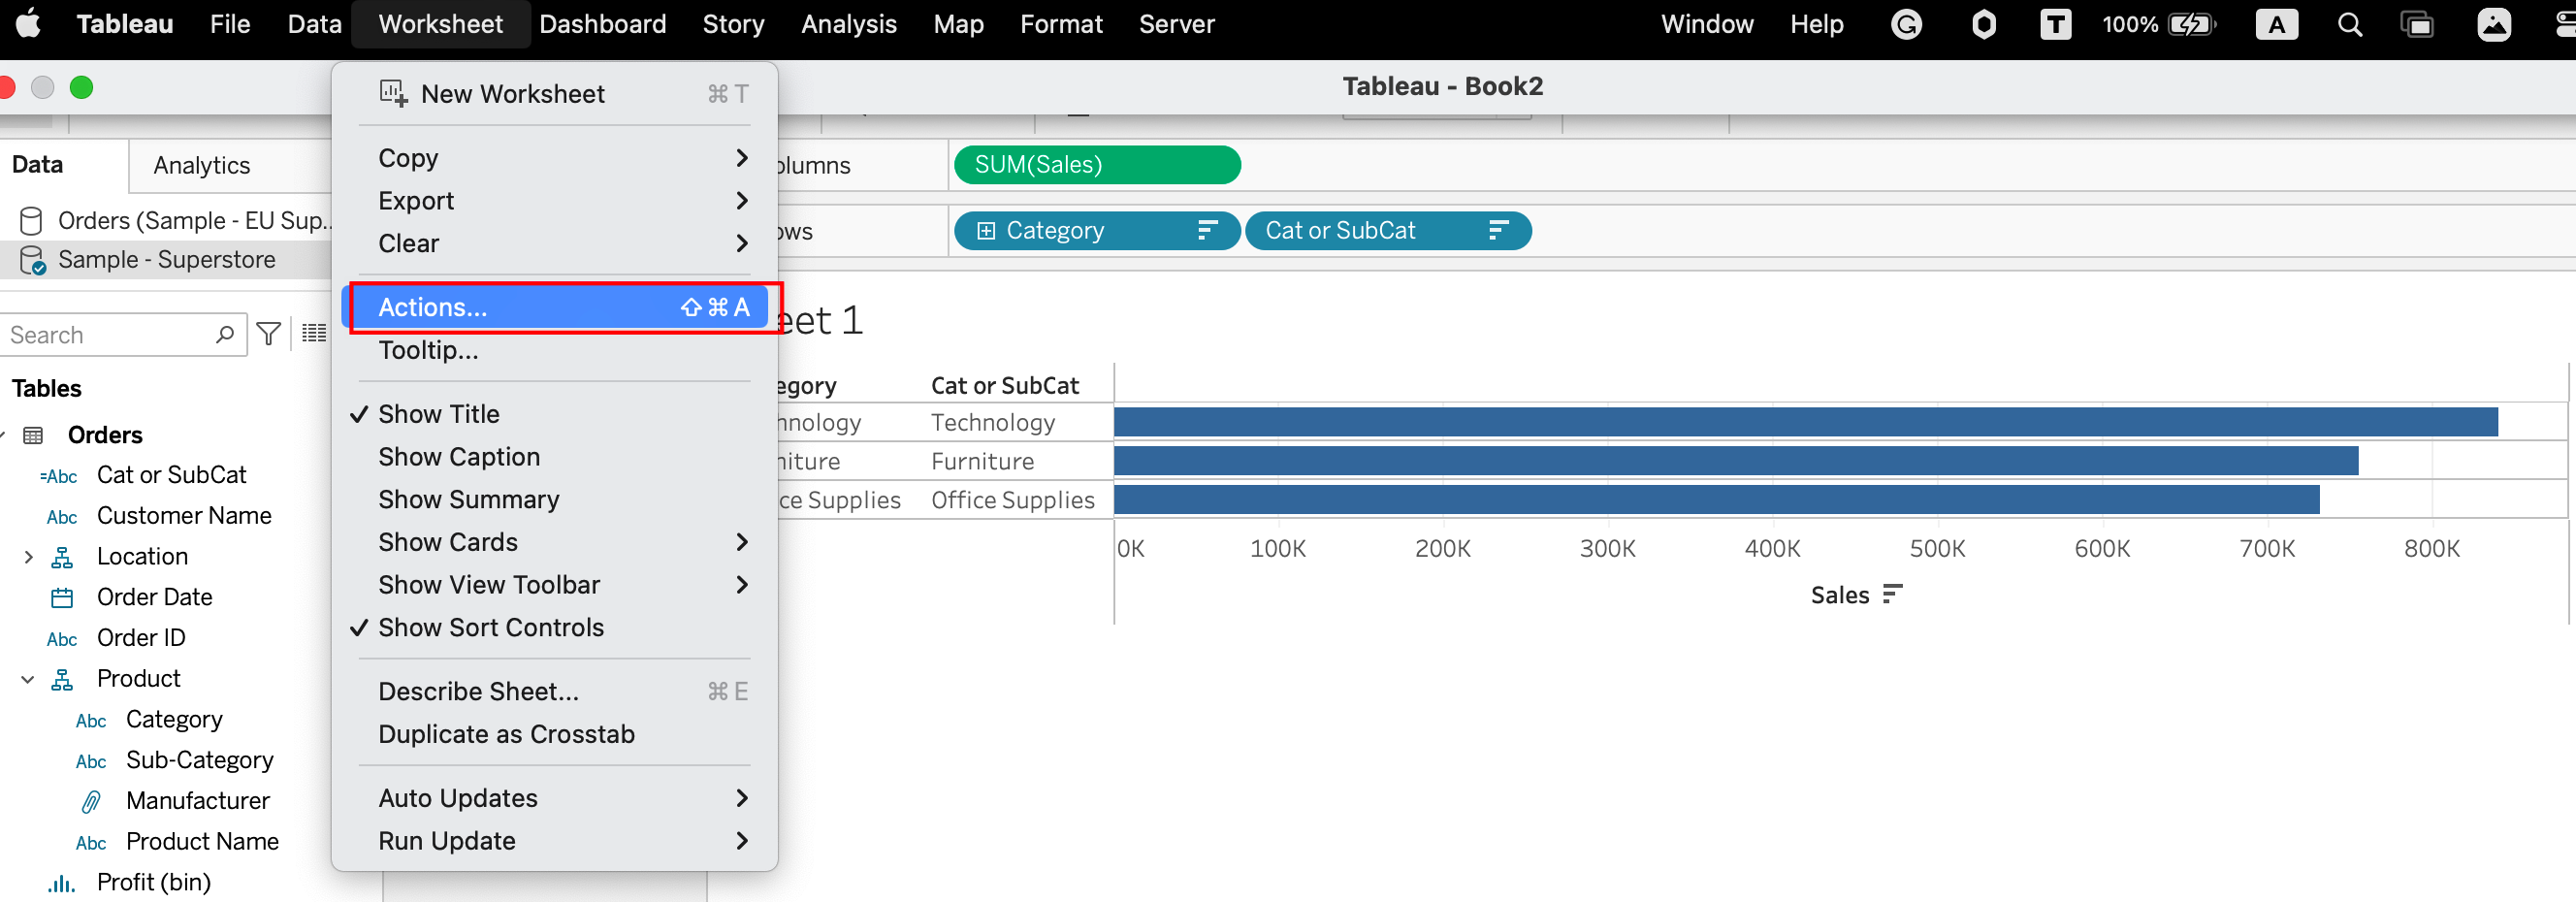 Tableau File Data Worksheet Dashboard Story Analysis Map Format Server Window Help G T 100% A
Tableau - Book2
New Worksheet ⌘ T
Copy
Export
Clear
Actions... ⇧ ⌘ A
Tooltip...
✓ Show Title
Show Caption
Show Summary
Show Cards
Show View Toolbar
✓ Show Sort Controls
Describe Sheet... ⌘ E
Duplicate as Crosstab
Auto Updates
Run Update
Data Analytics
Orders (Sample - EU Sup...
Sample - Superstore
Search
Tables
Orders
=Abc Cat or SubCat
Abc Customer Name
Location
Order Date
Abc Order ID
Product
Abc Category
Abc Sub-Category
Manufacturer
Abc Product Name
Profit (bin)
olumns SUM(Sales)
ows Category Cat or SubCat
eet 1
egory Cat or SubCat
hnology Technology
niture Furniture
ce Supplies Office Supplies
0K 100K 200K 300K 400K 500K 600K 700K 800K
Sales